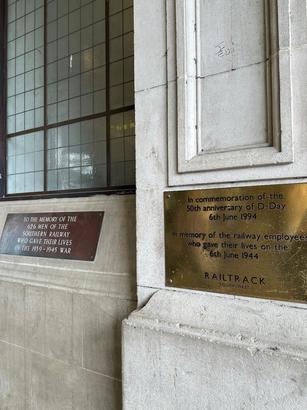 TO THE MEMORY OF THE
626 MEN OF THE
SOUTHERN RAILWAY
WHO GAVE THEIR LIVES
IN THE 1939-1945 WAR
In commemoration of the
50th anniversary of D-Day
6th June 1994
In memory of the railway employees
who gave their lives on the
6th June 1944
RAILTRACK
SOUTH WEST